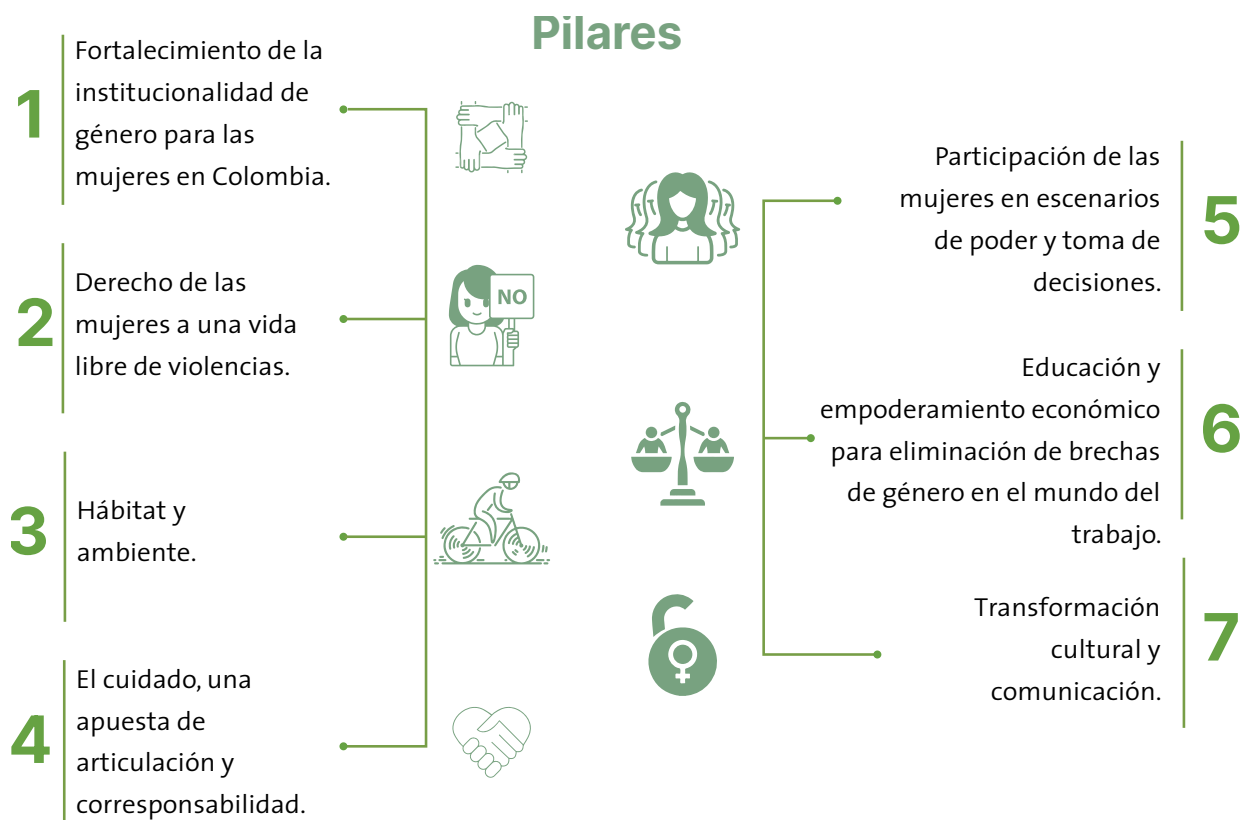 Pilares
1
Fortalecimiento de la
institucionalidad de
género para las
mujeres en Colombia.
2
Derecho de las
mujeres a una vida
libre de violencias.
NO
3
Hábitat y
ambiente.
4
El cuidado, una
apuesta de
articulación y
corresponsabilidad.
Participación de las
mujeres en escenarios
de poder y toma de
decisiones.
5
Educación y
empoderamiento económico
para eliminación de brechas
de género en el mundo del
trabajo.
6
Transformación
cultural y
comunicación.
7